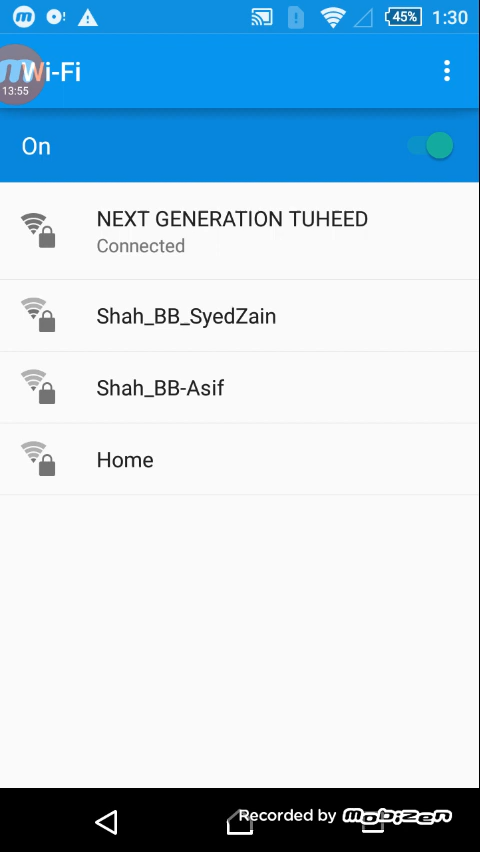 45% 1:30
Wi-Fi
13:55
On
NEXT GENERATION TUHEED
Connected
Shah_BB_SyedZain
Shah_BB-Asif
Home
Recorded by mobizen